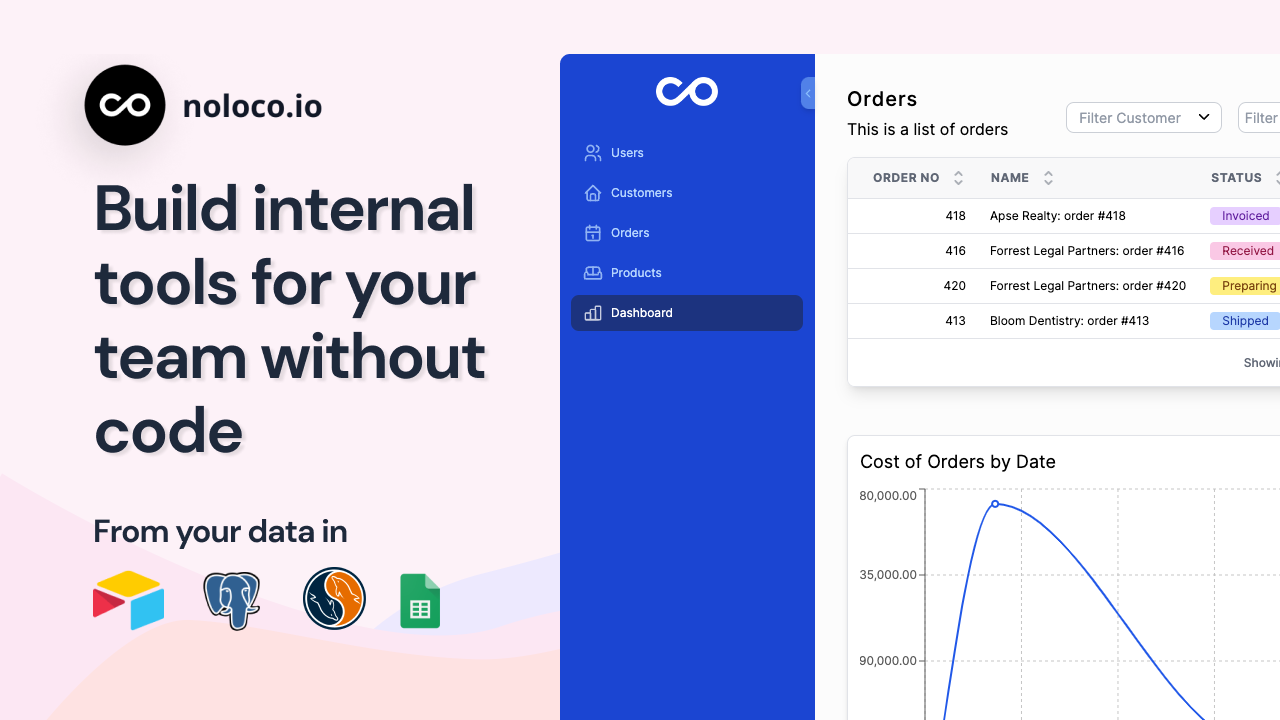 noloco.io
Build internal
tools for your
team without
code
From your data in
Users
Customers
Orders
Products
Dashboard
Orders
This is a list of orders
Filter Customer
Filter
ORDER NO NAME STATUS
418 Apse Realty: order #418 Invoiced
416 Forrest Legal Partners: order #416 Received
420 Forrest Legal Partners: order #420 Preparing
413 Bloom Dentistry: order #413 Shipped
Showi
Cost of Orders by Date
80,000.00
35,000.00
90,000.00